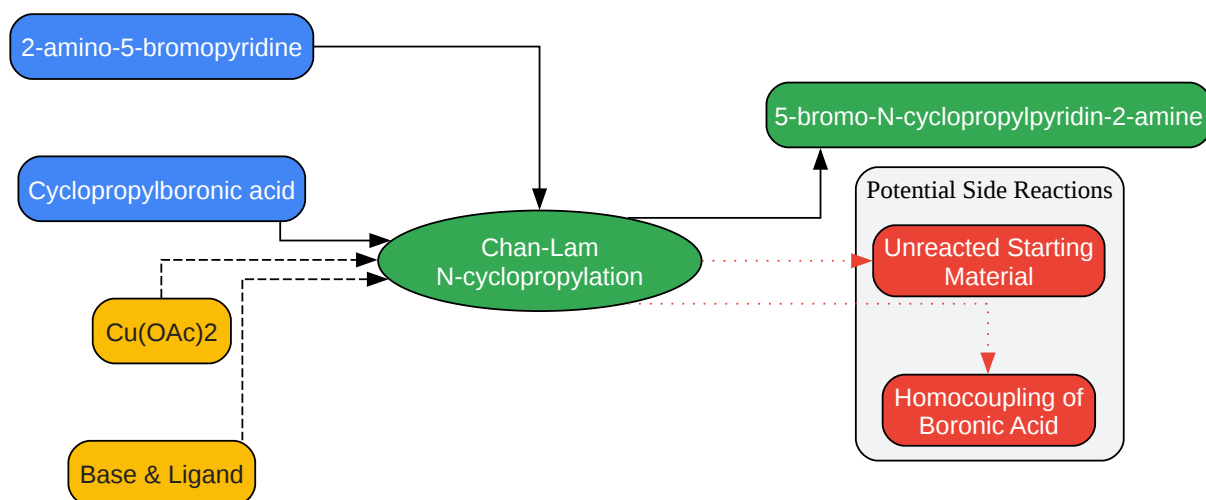 2-amino-5-bromopyridine
5-bromo-N-cyclopropylpyridin-2-amine
Cyclopropylboronic acid
Potential Side Reactions
Chan-Lam
N-cyclopropylation
Unreacted Starting
Material
Cu(OAc)2
Homocoupling of
Boronic Acid
Base & Ligand